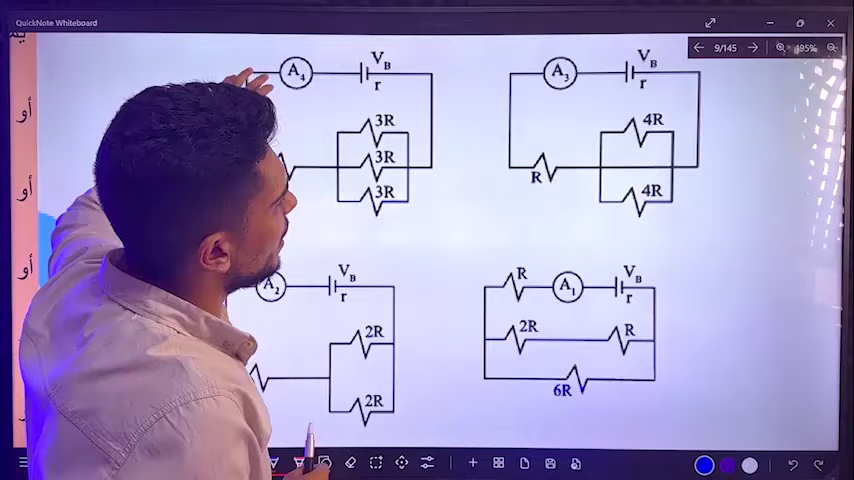 QuickNote Whiteboard
9/145
195%
أو
أو
أو
A4
VB
r
3R
3R
3R
A3
VB
r
4R
R
4R
A2
VB
r
2R
2R
R
A1
VB
r
2R
R
6R